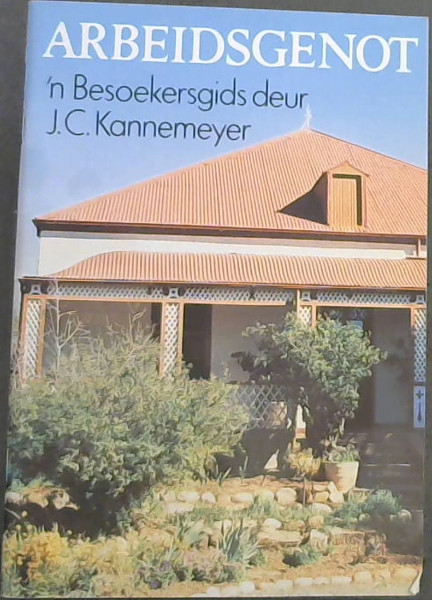 ARBEIDSGENOT
'n Besoekersgids deur
J.C. Kannemeyer